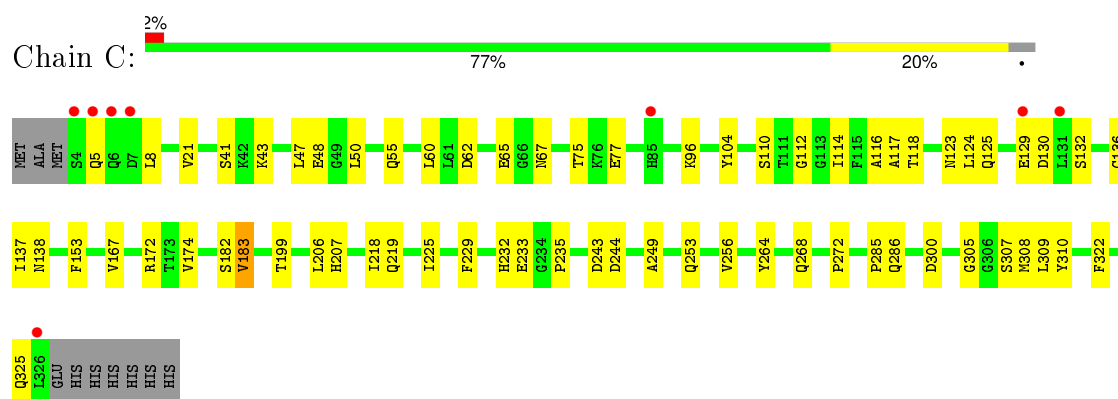 2%
Chain C:
77% 20% •
MET ALA MET S4 Q5 Q6 D7 L8 V21 S41 K42 K43 L47 E48 G49 L50 Q55 L60 L61 D62 E65 G66 N67 T75 K76 E77 H85 K96 Y104 S110 T111 G112 G113 I114 F115 A116 A117 T118 N123 L124 Q125 E129 D130 L131 S132
I137 N138 F153 V167 R172 T173 V174 S182 V183 T199 L206 H207 I218 Q219 I225 F229 H232 E233 G234 P235 D243 D244 A249 Q253 V256 Y264 Q268 P272 P285 Q286 D300 G305 G306 S307 M308 L309 Y310 F322
Q325 L326 GLU HIS HIS HIS HIS HIS HIS